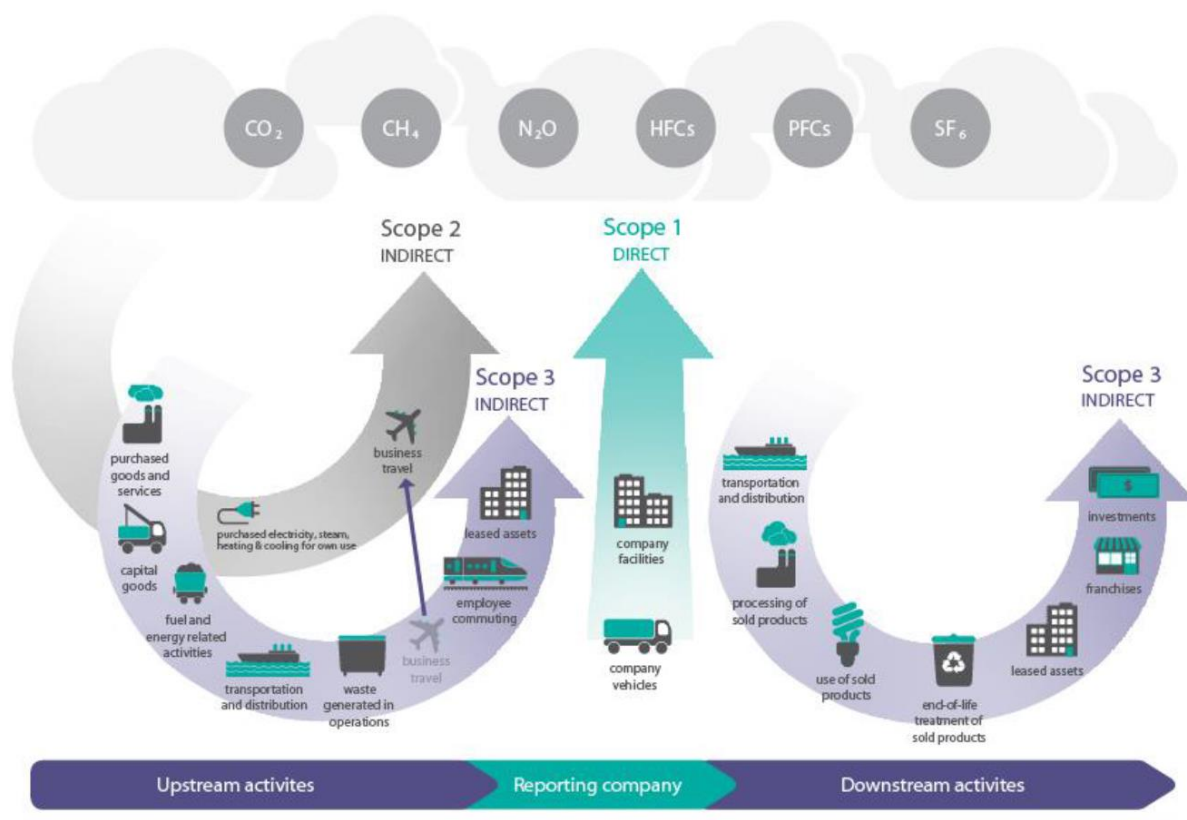 CO₂
CH₄
N₂O
HFCs
PFCs
SF₆
Scope 2
INDIRECT
Scope 1
DIRECT
Scope 3
INDIRECT
Scope 3
INDIRECT
purchased
goods and
services
capital
goods
fuel and
energy related
activities
purchased electricity, steam,
heating & cooling for own use
transportation
and distribution
waste
generated in
operations
business
travel
business
travel
employee
commuting
leased assets
company
facilities
company
vehicles
transportation
and distribution
processing of
sold products
use of sold
products
end-of-life
treatment of
sold products
leased assets
franchises
$
investments
Upstream activites
Reporting company
Downstream activites